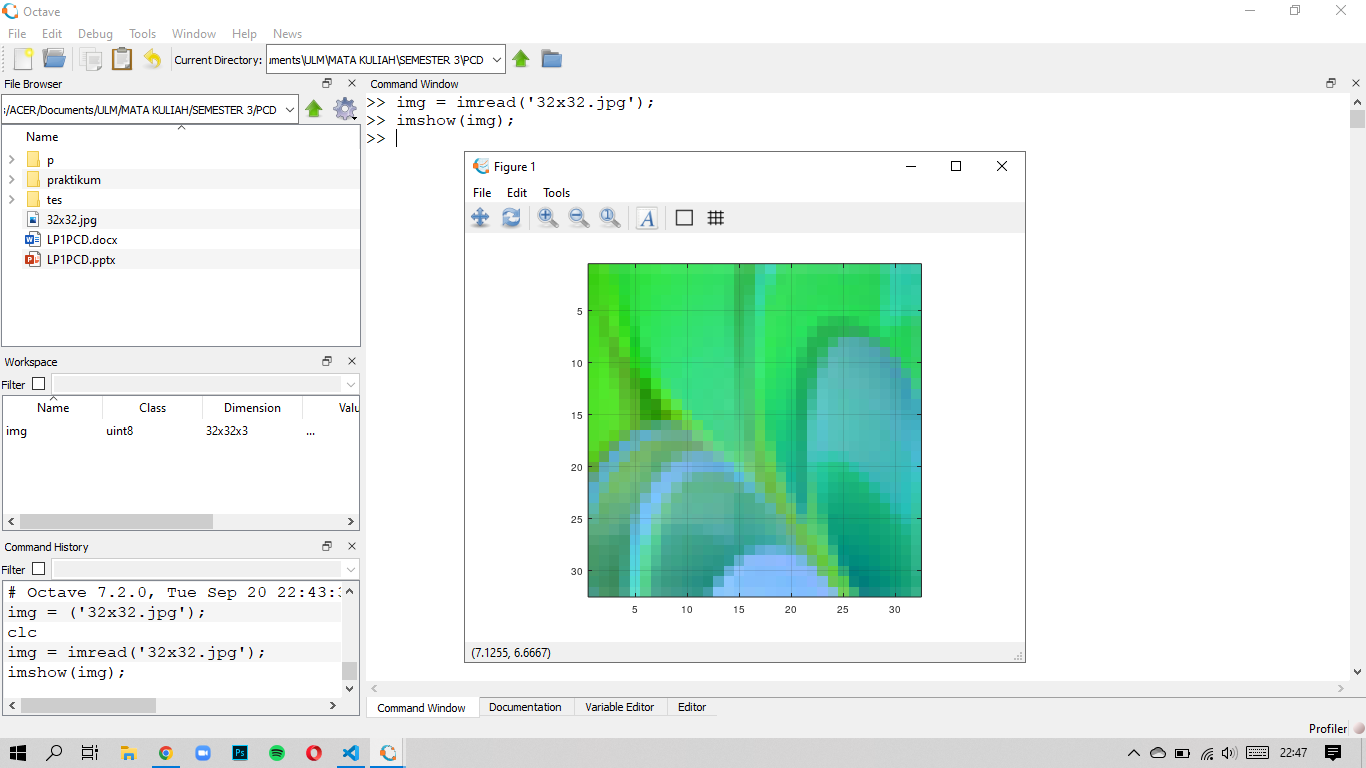 Octave
File Edit Debug Tools Window Help News
Current Directory: ıments\ULM\MATA KULIAH\SEMESTER 3\PCD
File Browser
:/ACER/Documents/ULM/MATA KULIAH/SEMESTER 3/PCD
Name
p
praktikum
tes
32x32.jpg
LP1PCD.docx
LP1PCD.pptx
Workspace
Filter
Name Class Dimension Valu
img uint8 32x32x3 ...
Command History
Filter
# Octave 7.2.0, Tue Sep 20 22:43:
img = ('32x32.jpg');
clc
img = imread('32x32.jpg');
imshow(img);
Command Window
>> img = imread('32x32.jpg');
>> imshow(img);
>>
Figure 1
File Edit Tools
A
5
10
15
20
25
30
5 10 15 20 25 30
(7.1255, 6.6667)
Command Window Documentation Variable Editor Editor
Profiler
Ps
22:47